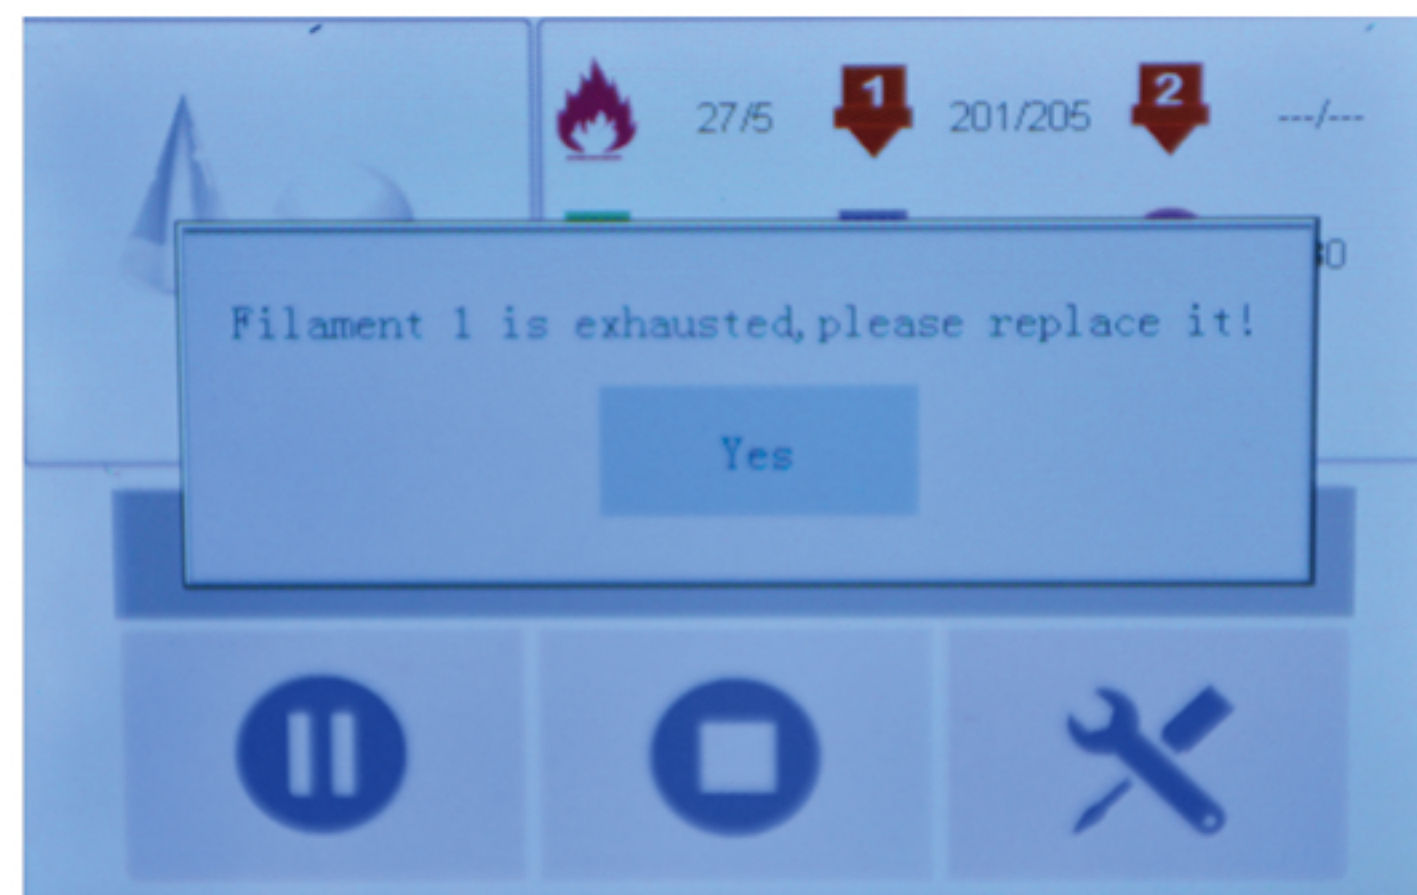 27/5 1 201/205 2 ---/---
Filament 1 is exhausted,please replace it!
Yes